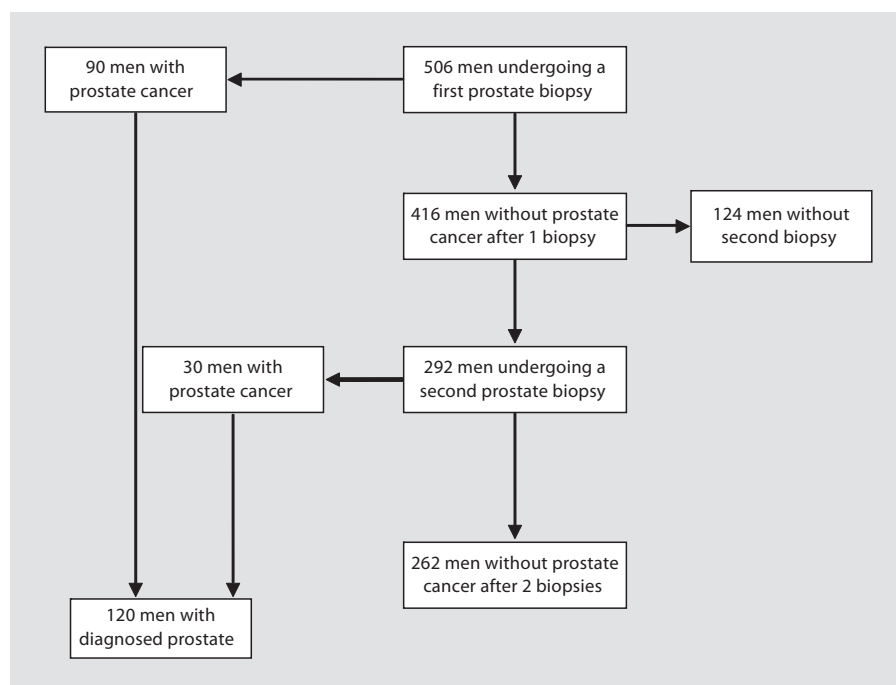 90 men with
prostate cancer
506 men undergoing a
first prostate biopsy
416 men without prostate
cancer after 1 biopsy
124 men without
second biopsy
30 men with
prostate cancer
292 men undergoing a
second prostate biopsy
262 men without prostate
cancer after 2 biopsies
120 men with
diagnosed prostate